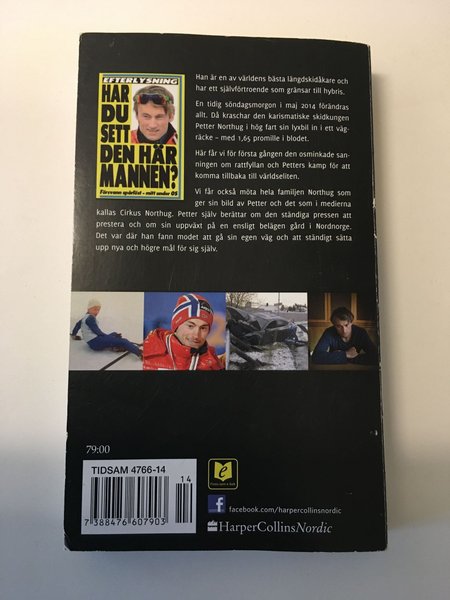 EFTERLYSNING
HAR
DU
SETT
DEN HÄR
MANNEN?
Försvann spårlöst - mitt under OS
Han är en av världens bästa längdskidåkare och
har ett självförtroende som gränsar till hybris.
En tidig söndagsmorgon i maj 2014 förändras
allt. Då kraschar den karismatiske skidkungen
Petter Northug i hög fart sin lyxbil in i ett väg-
räcke – med 1,65 promille i blodet.
Här får vi för första gången den osminkade san-
ningen om rattfyllan och Petters kamp för att
komma tillbaka till världseliten.
Vi får också möta hela familjen Northug som
ger sin bild av Petter och det som i medierna
kallas Cirkus Northug. Petter själv berättar om den ständiga pressen att
prestera och om sin uppväxt på en ensligt belägen gård i Nordnorge.
Det var där han fann modet att gå sin egen väg och att ständigt sätta
upp nya och högre mål för sig själv.
79:00
TIDSAM 4766-14
14
7 388476 607903
facebook.com/harpercollinsnordic
HarperCollinsNordic